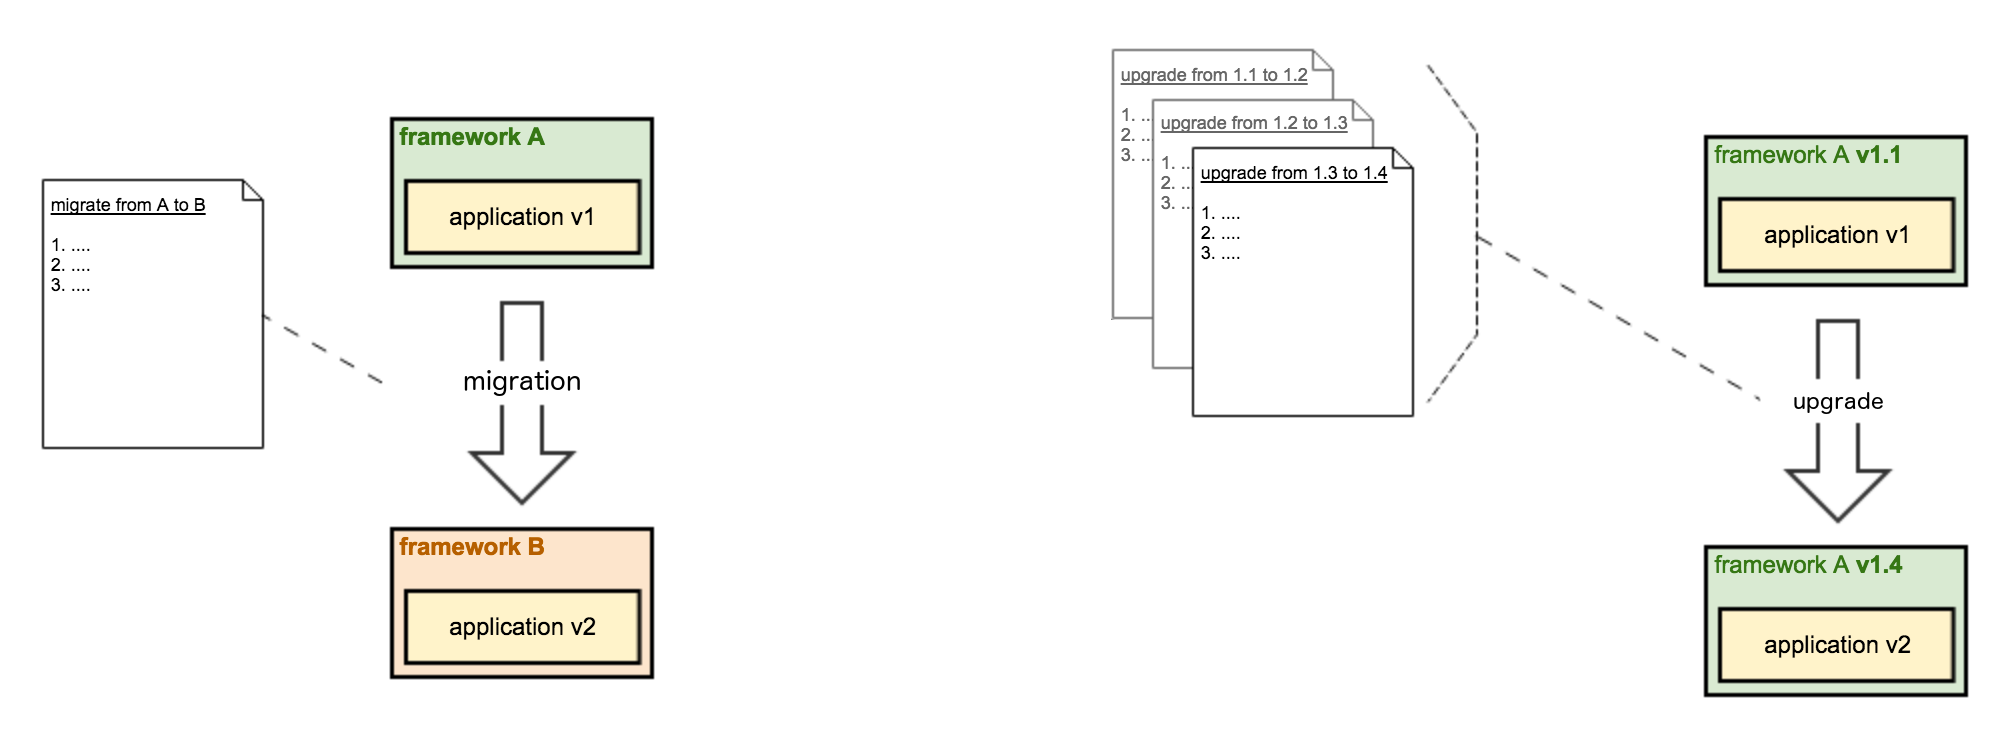 migrate from A to B
1. ....
2. ....
3. ....
framework A
application v1
migration
framework B
application v2
upgrade from 1.1 to 1.2
1. ..
2. ..
3. ..
upgrade from 1.2 to 1.3
1. ..
2. ..
3. ..
upgrade from 1.3 to 1.4
1. ....
2. ....
3. ....
framework A v1.1
application v1
upgrade
framework A v1.4
application v2